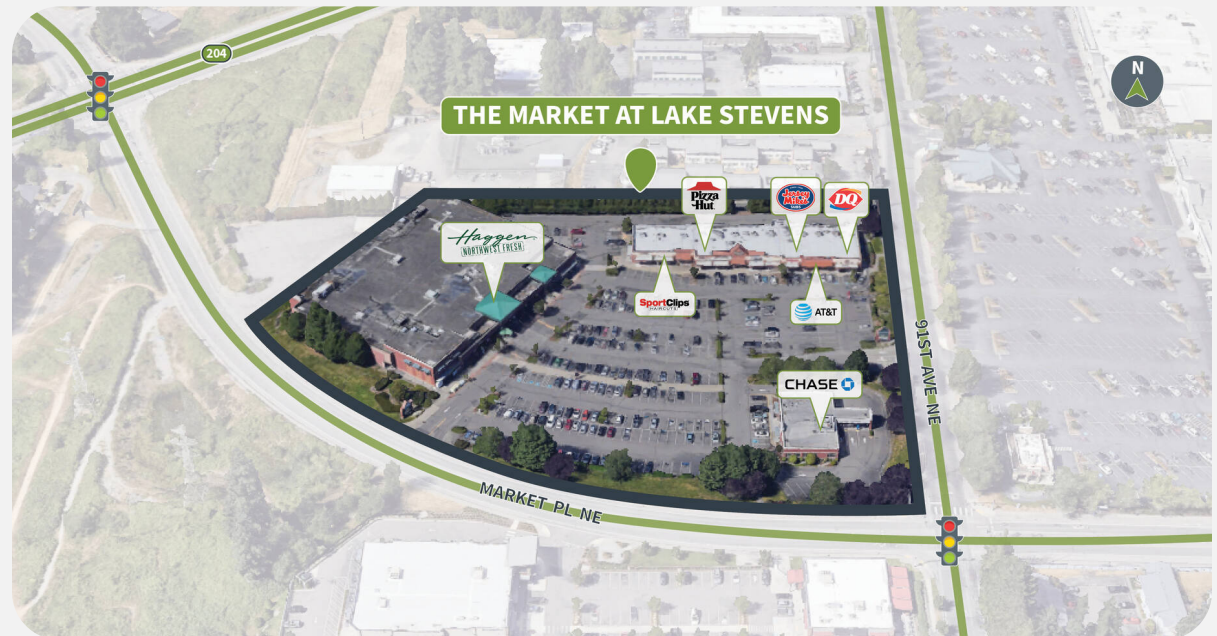 204
N
THE MARKET AT LAKE STEVENS
Pizza
Hut
Jersey
Mike's
SUBS
DQ
Haggen
NORTHWEST FRESH
SportClips
HAIRCUTS
AT&T
91ST AVE NE
CHASE
MARKET PL NE